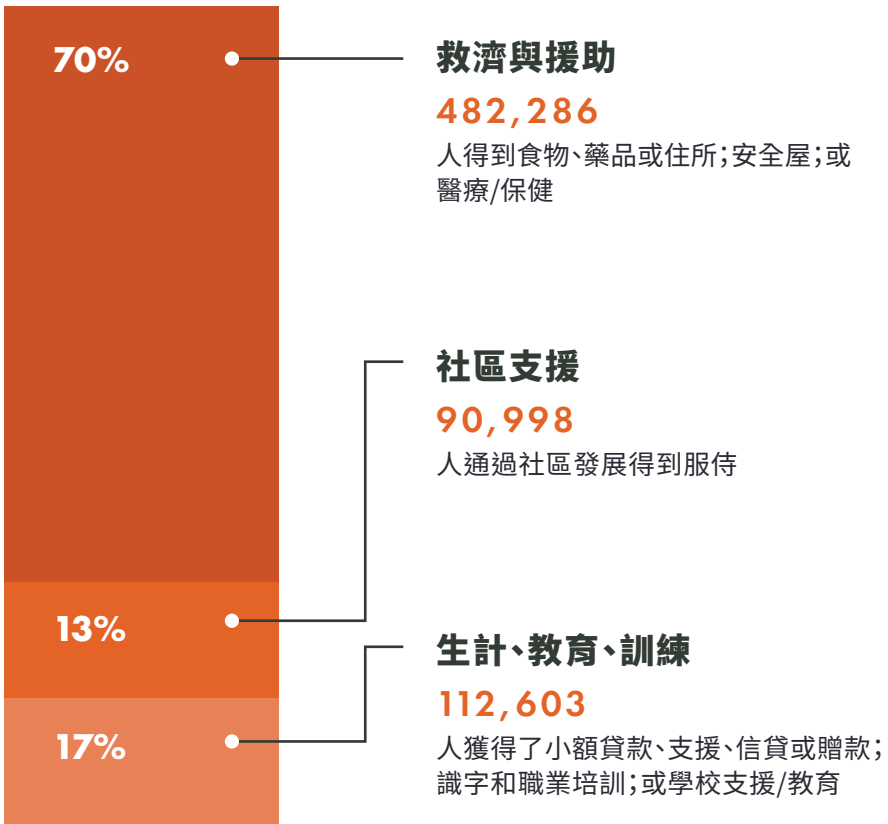 70%
救濟與援助
482,286
人得到食物、藥品或住所；安全屋；或
醫療/保健
社區支援
90,998
人通過社區發展得到服侍
13%
生計、教育、訓練
112,603
17%
人獲得了小額貸款、支援、信貸或贈款；
識字和職業培訓；或學校支援/教育